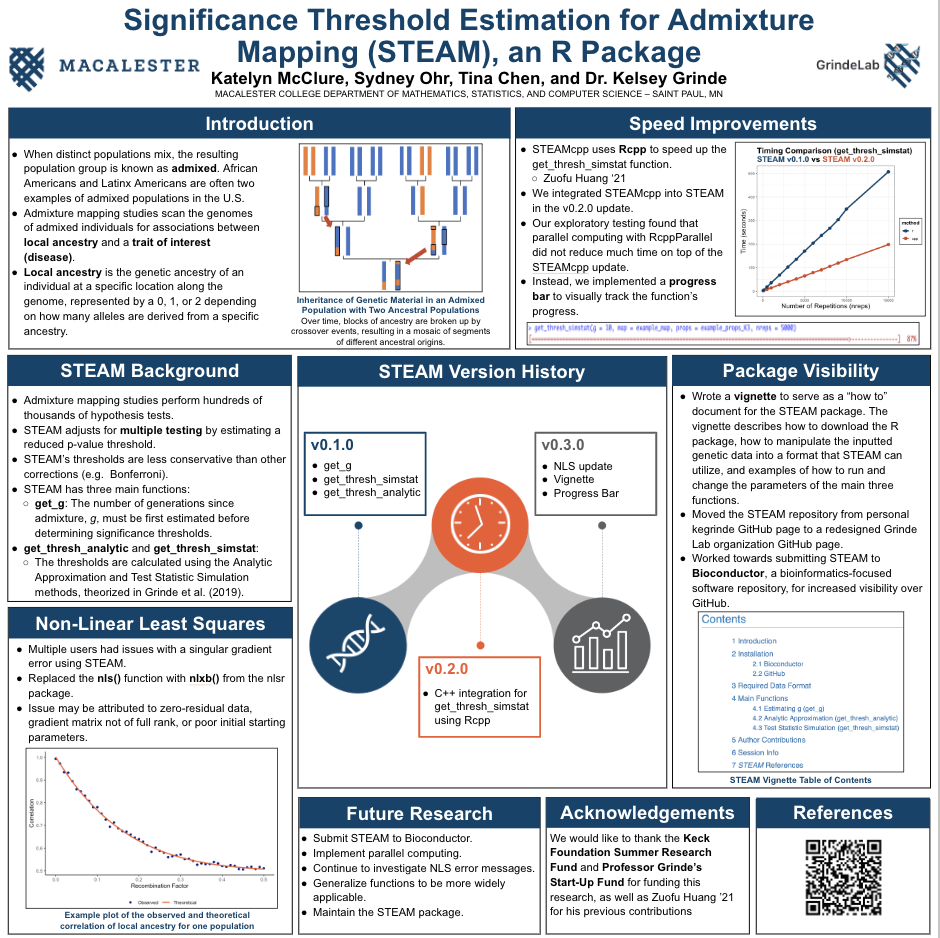 Significance Threshold Estimation for Admixture
Mapping (STEAM), an R Package
MACALESTER
GrindeLab
Katelyn McClure, Sydney Ohr, Tina Chen, and Dr. Kelsey Grinde
MACALESTER COLLEGE DEPARTMENT OF MATHEMATICS, STATISTICS, AND COMPUTER SCIENCE – SAINT PAUL, MN
Introduction
● When distinct populations mix, the resulting
population group is known as admixed. African
Americans and Latinx Americans are often two
examples of admixed populations in the U.S.
● Admixture mapping studies scan the genomes
of admixed individuals for associations between
local ancestry and a trait of interest
(disease).
● Local ancestry is the genetic ancestry of an
individual at a specific location along the
genome, represented by a 0, 1, or 2 depending
on how many alleles are derived from a specific
ancestry.
Inheritance of Genetic Material in an Admixed
Population with Two Ancestral Populations
Over time, blocks of ancestry are broken up by
crossover events, resulting in a mosaic of segments
of different ancestral origins.
Speed Improvements
● STEAMcpp uses Rcpp to speed up the
get_thresh_simstat function.
○ Zuofu Huang '21
● We integrated STEAMcpp into STEAM
in the v0.2.0 update.
● Our exploratory testing found that
parallel computing with RcppParallel
did not reduce much time on top of the
STEAMcpp update.
● Instead, we implemented a progress
bar to visually track the function's
progress.
Timing Comparison (get_thresh_simstat)
STEAM v0.1.0 vs STEAM v0.2.0
Time (seconds)
method
r
cpp
0 5000 10000 15000
Number of Repetitions (nreps)
> get_thresh_simstat(g = 10, map = example_map, props = example_props_K3, nreps = 5000)
87%
STEAM Background
● Admixture mapping studies perform hundreds of
thousands of hypothesis tests.
● STEAM adjusts for multiple testing by estimating a
reduced p-value threshold.
● STEAM's thresholds are less conservative than other
corrections (e.g. Bonferroni).
● STEAM has three main functions:
○ get_g: The number of generations since
admixture, g, must be first estimated before
determining significance thresholds.
● get_thresh_analytic and get_thresh_simstat:
○ The thresholds are calculated using the Analytic
Approximation and Test Statistic Simulation
methods, theorized in Grinde et al. (2019).
Non-Linear Least Squares
● Multiple users had issues with a singular gradient
error using STEAM.
● Replaced the nls() function with nlxb() from the nlsr
package.
● Issue may be attributed to zero-residual data,
gradient matrix not of full rank, or poor initial starting
parameters.
Correlation
0.0 0.1 0.2 0.3 0.4 0.5
Recombination Factor
Observed Theoretical
Example plot of the observed and theoretical
correlation of local ancestry for one population
STEAM Version History
v0.1.0
● get_g
● get_thresh_simstat
● get_thresh_analytic
v0.3.0
● NLS update
● Vignette
● Progress Bar
v0.2.0
● C++ integration for
get_thresh_simstat
using Rcpp
Package Visibility
● Wrote a vignette to serve as a “how to”
document for the STEAM package. The
vignette describes how to download the R
package, how to manipulate the inputted
genetic data into a format that STEAM can
utilize, and examples of how to run and
change the parameters of the main three
functions.
● Moved the STEAM repository from personal
kegrinde GitHub page to a redesigned Grinde
Lab organization GitHub page.
● Worked towards submitting STEAM to
Bioconductor, a bioinformatics-focused
software repository, for increased visibility over
GitHub.
Contents
1 Introduction
2 Installation
2.1 Bioconductor
2.2 GitHub
3 Required Data Format
4 Main Functions
4.1 Estimating g (get_g)
4.2 Analytic Approximation (get_thresh_analytic)
4.3 Test Statistic Simulation (get_thresh_simstat)
5 Author Contributions
6 Session Info
7 STEAM References
STEAM Vignette Table of Contents
Future Research
● Submit STEAM to Bioconductor.
● Implement parallel computing.
● Continue to investigate NLS error messages.
● Generalize functions to be more widely
applicable.
● Maintain the STEAM package.
Acknowledgements
We would like to thank the Keck
Foundation Summer Research
Fund and Professor Grinde's
Start-Up Fund for funding this
research, as well as Zuofu Huang '21
for his previous contributions
References